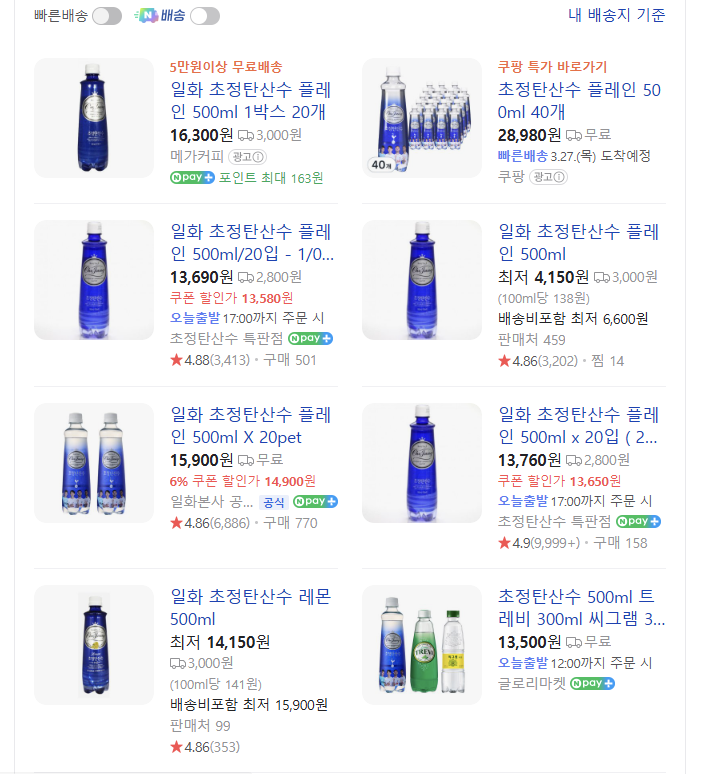 빠른배송 N배송 내 배송지 기준
5만원이상 무료배송
일화 초정탄산수 플레
인 500ml 1박스 20개
16,300원 3,000원
메가커피 광고
N pay+ 포인트 최대 163원
쿠팡 특가 바로가기
초정탄산수 플레인 50
0ml 40개
28,980원 무료
빠른배송 3.27.(목) 도착예정
쿠팡 광고
40개
일화 초정탄산수 플레
인 500ml/20입 - 1/0...
13,690원 2,800원
쿠폰 할인가 13,580원
오늘출발 17:00까지 주문 시
초정탄산수 특판점 N pay+
★4.88(3,413) · 구매 501
일화 초정탄산수 플레
인 500ml
최저 4,150원 3,000원
(100ml당 138원)
배송비포함 최저 6,600원
판매처 459
★4.86(3,202) · 찜 14
일화 초정탄산수 플레
인 500ml X 20pet
15,900원 무료
6% 쿠폰 할인가 14,900원
일화본사 공... 공식 N pay+
★4.86(6,886) · 구매 770
일화 초정탄산수 플레
인 500ml x 20입 ( 2...
13,760원 2,800원
쿠폰 할인가 13,650원
오늘출발 17:00까지 주문 시
초정탄산수 특판점 N pay+
★4.9(9,999+) · 구매 158
일화 초정탄산수 레몬
500ml
최저 14,150원
3,000원
(100ml당 141원)
배송비포함 최저 15,900원
판매처 99
★4.86(353)
초정탄산수 500ml 트
레비 300ml 씨그램 3...
13,500원 무료
오늘출발 12:00까지 주문 시
글로리마켓 N pay+
TREVI